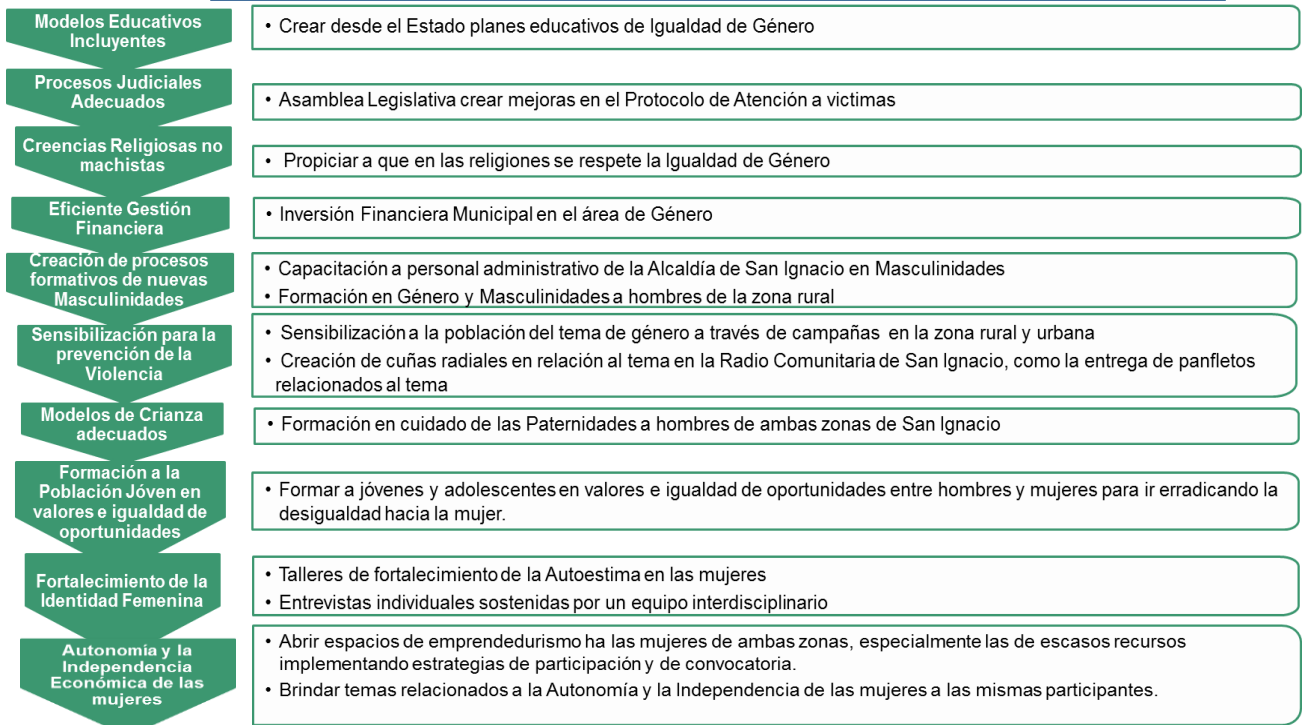 Modelos Educativos
Incluyentes
• Crear desde el Estado planes educativos de Igualdad de Género
Procesos Judiciales
Adecuados
• Asamblea Legislativa crear mejoras en el Protocolo de Atención a victimas
Creencias Religiosas no
machistas
• Propiciar a que en las religiones se respete la Igualdad de Género
Eficiente Gestión
Financiera
• Inversión Financiera Municipal en el área de Género
Creación de procesos
formativos de nuevas
Masculinidades
• Capacitación a personal administrativo de la Alcaldía de San Ignacio en Masculinidades
• Formación en Género y Masculinidades a hombres de la zona rural
Sensibilización para la
prevención de la
Violencia
• Sensibilización a la población del tema de género a través de campañas en la zona rural y urbana
• Creación de cuñas radiales en relación al tema en la Radio Comunitaria de San Ignacio, como la entrega de panfletos
relacionados al tema
Modelos de Crianza
adecuados
• Formación en cuidado de las Paternidades a hombres de ambas zonas de San Ignacio
Formación a la
Población Jóven en
valores e igualdad de
oportunidades
• Formar a jóvenes y adolescentes en valores e igualdad de oportunidades entre hombres y mujeres para ir erradicando la
desigualdad hacia la mujer.
Fortalecimiento de la
Identidad Femenina
• Talleres de fortalecimiento de la Autoestima en las mujeres
• Entrevistas individuales sostenidas por un equipo interdisciplinario
Autonomía y la
Independencia
Económica de las
mujeres
• Abrir espacios de emprendedurismo ha las mujeres de ambas zonas, especialmente las de escasos recursos
implementando estrategias de participación y de convocatoria.
• Brindar temas relacionados a la Autonomía y la Independencia de las mujeres a las mismas participantes.